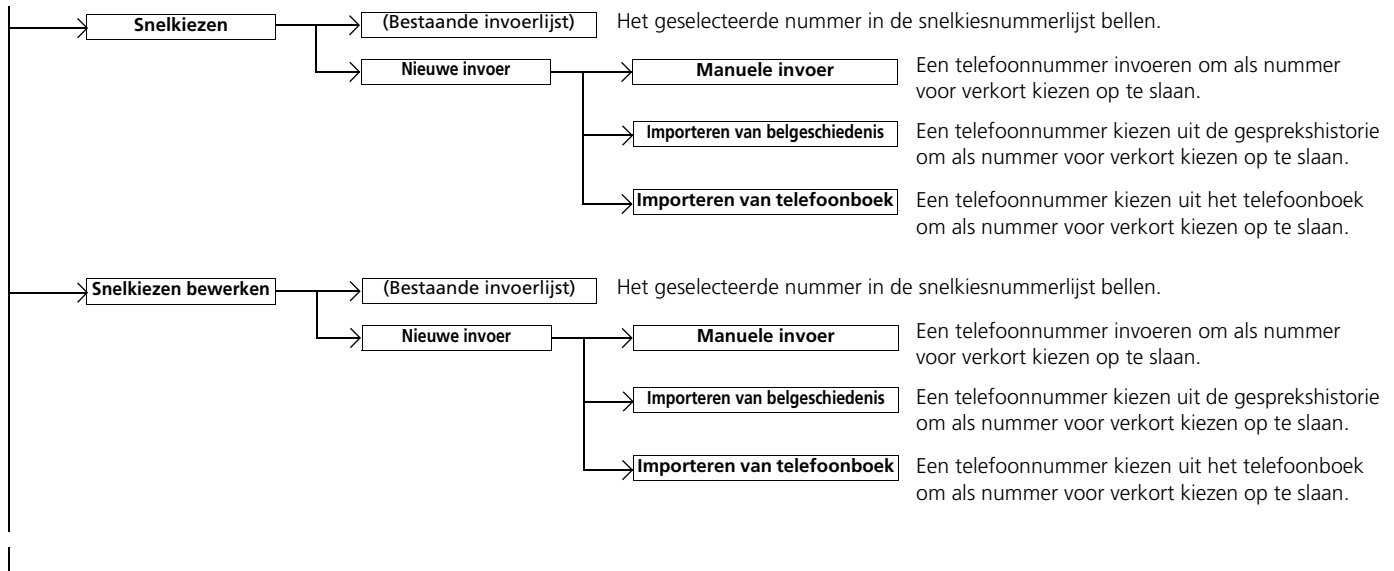 Snelkiezen
(Bestaande invoerlijst)
Het geselecteerde nummer in de snelkiesnummerlijst bellen.
Nieuwe invoer
Manuele invoer
Een telefoonnummer invoeren om als nummer
voor verkort kiezen op te slaan.
Importeren van belgeschiedenis
Een telefoonnummer kiezen uit de gesprekshistorie
om als nummer voor verkort kiezen op te slaan.
Importeren van telefoonboek
Een telefoonnummer kiezen uit het telefoonboek
om als nummer voor verkort kiezen op te slaan.
Snelkiezen bewerken
(Bestaande invoerlijst)
Het geselecteerde nummer in de snelkiesnummerlijst bellen.
Nieuwe invoer
Manuele invoer
Een telefoonnummer invoeren om als nummer
voor verkort kiezen op te slaan.
Importeren van belgeschiedenis
Een telefoonnummer kiezen uit de gesprekshistorie
om als nummer voor verkort kiezen op te slaan.
Importeren van telefoonboek
Een telefoonnummer kiezen uit het telefoonboek
om als nummer voor verkort kiezen op te slaan.